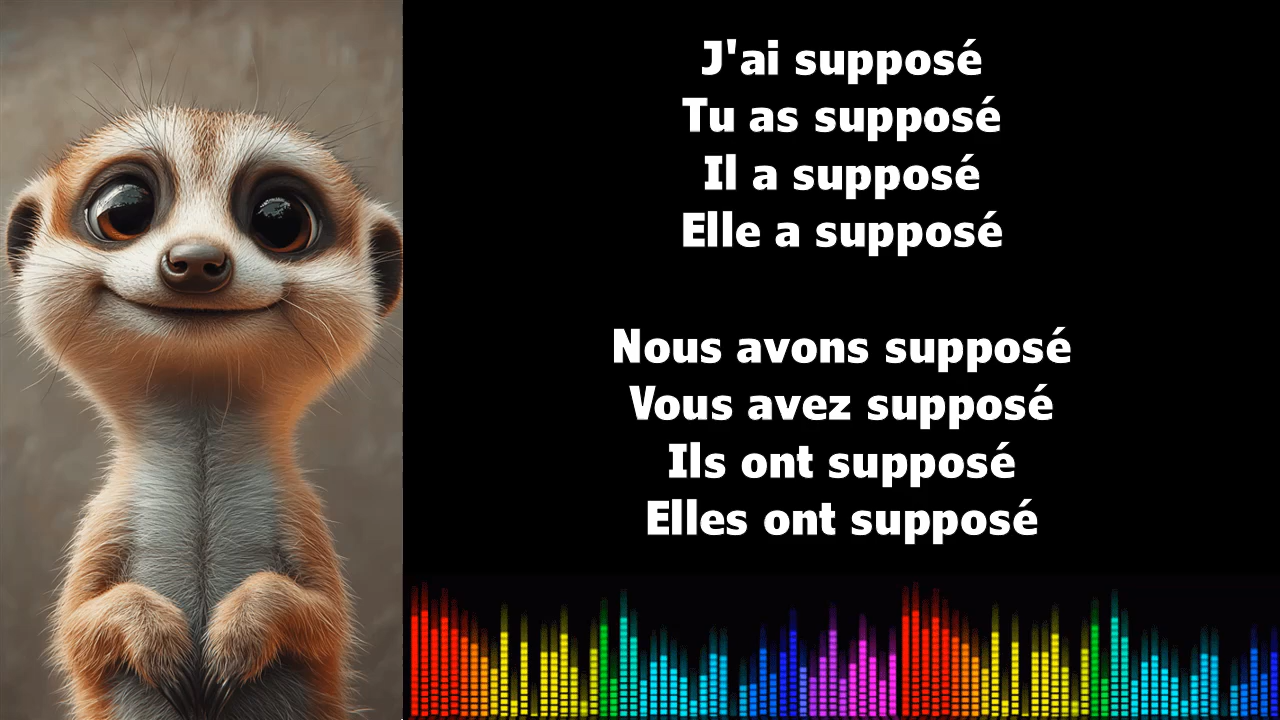 J'ai supposé
Tu as supposé
Il a supposé
Elle a supposé
Nous avons supposé
Vous avez supposé
Ils ont supposé
Elles ont supposé